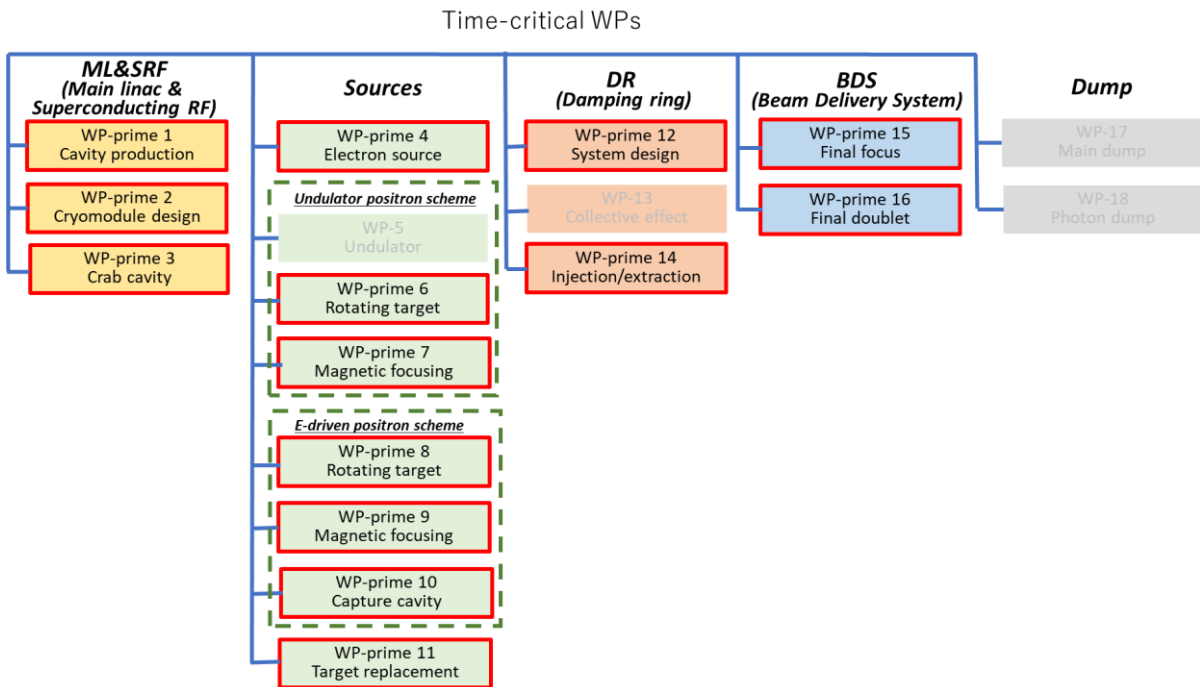 Time-critical WPs
ML&SRF
(Main linac &
Superconducting RF)
WP-prime 1
Cavity production
WP-prime 2
Cryomodule design
WP-prime 3
Crab cavity
Sources
WP-prime 4
Electron source
Undulator positron scheme
WP-5
Undulator
WP-prime 6
Rotating target
WP-prime 7
Magnetic focusing
E-driven positron scheme
WP-prime 8
Rotating target
WP-prime 9
Magnetic focusing
WP-prime 10
Capture cavity
WP-prime 11
Target replacement
DR
(Damping ring)
WP-prime 12
System design
WP-13
Collective effect
WP-prime 14
Injection/extraction
BDS
(Beam Delivery System)
WP-prime 15
Final focus
WP-prime 16
Final doublet
Dump
WP-17
Main dump
WP-18
Photon dump